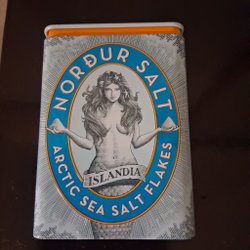 NORÐUR SALT
ISLANDIA
ARCTIC SEA SALT FLAKES